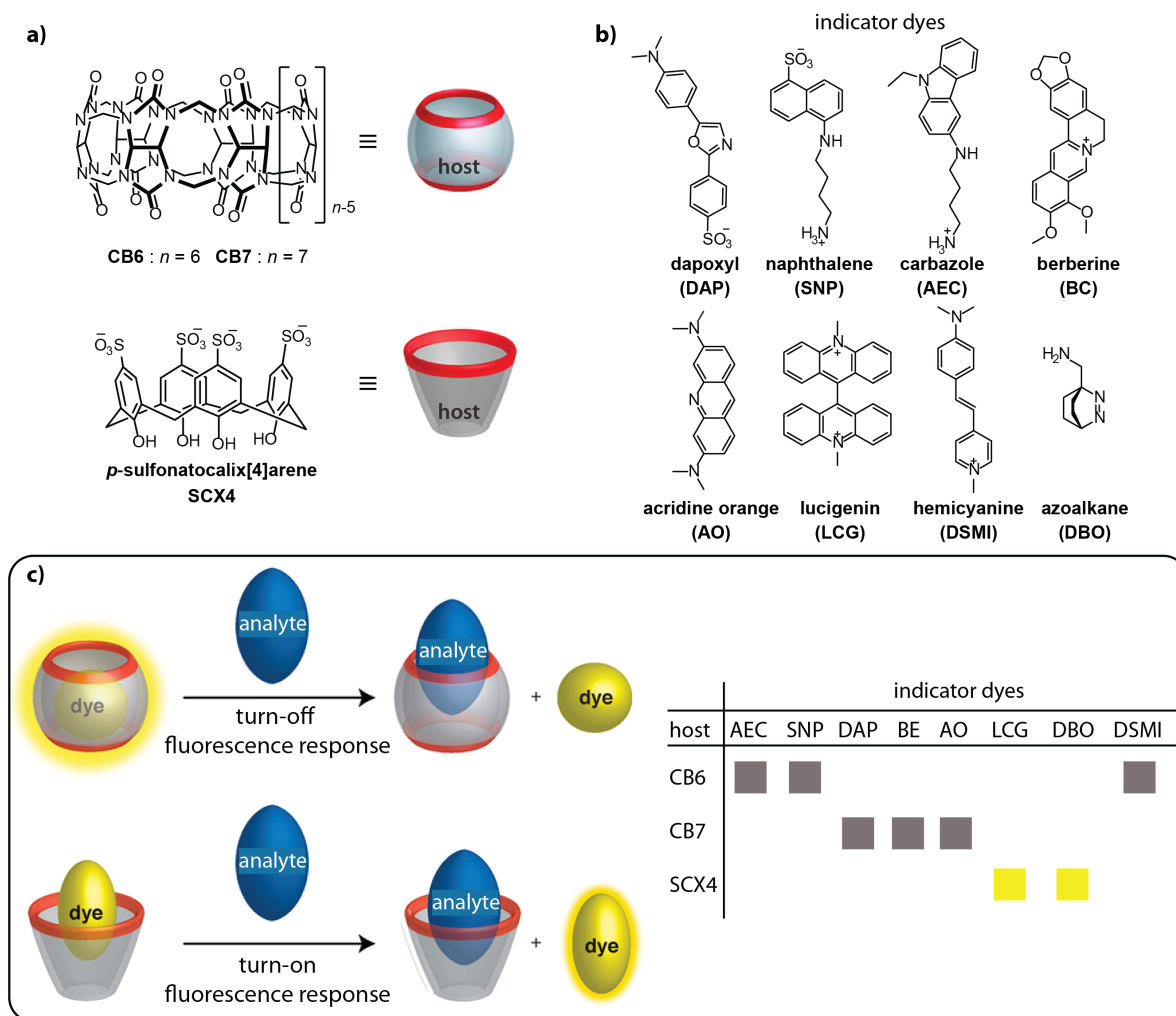 a)
host
n-5
CB6 : n = 6 CB7 : n = 7
p-sulfonatocalix[4]arene
SCX4
host
b)
indicator dyes
dapoxyl
(DAP)
naphthalene
(SNP)
carbazole
(AEC)
berberine
(BC)
acridine orange
(AO)
lucigenin
(LCG)
hemicyanine
(DSMI)
azoalkane
(DBO)
c)
dye
analyte
turn-off
fluorescence response
analyte
+
dye
dye
analyte
turn-on
fluorescence response
analyte
+
dye
indicator dyes
host AEC SNP DAP BE AO LCG DBO DSMI
CB6
CB7
SCX4